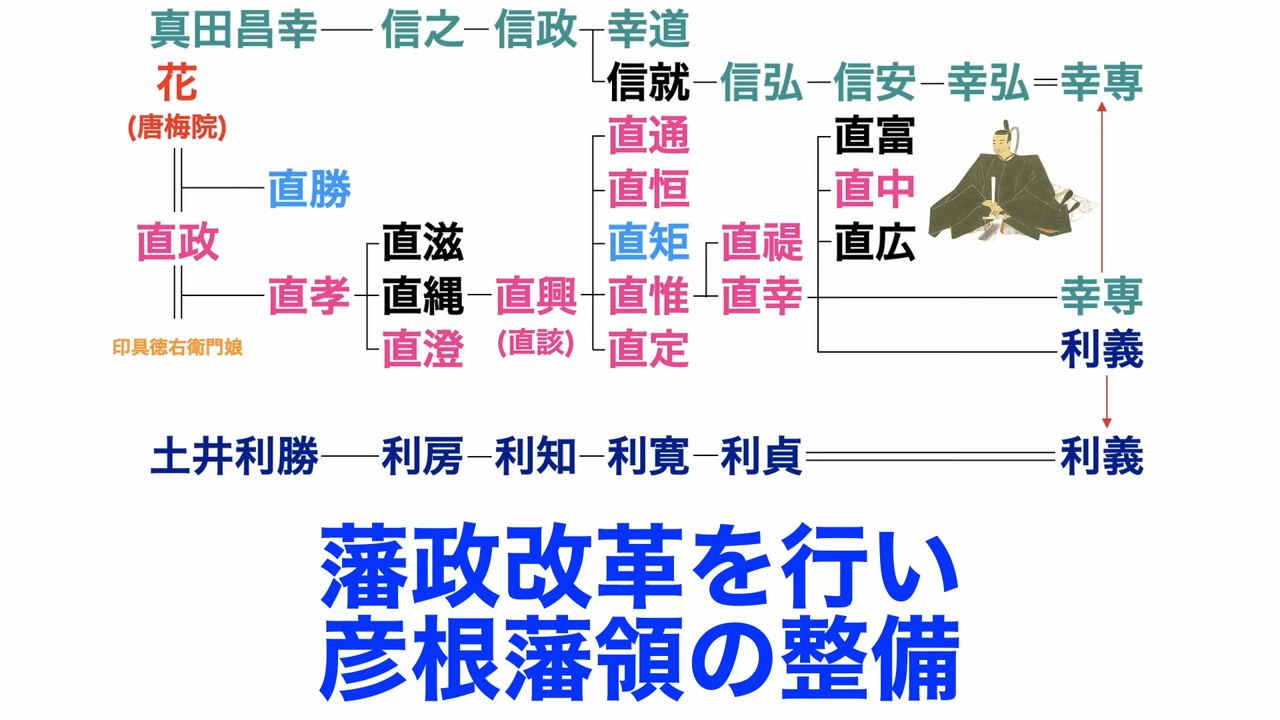 真田昌幸 信之 信政 幸道
花 信就 信弘 信安 幸弘 幸専
(唐梅院) 直通 直富
直勝 直恒 直中
直政 直滋 直矩 直禔 直広
直孝 直縄 直興 直惟 直幸 幸専
印具徳右衛門娘 直澄 (直該) 直定 利義
土井利勝 利房 利知 利寛 利貞 利義
藩政改革を行い
彦根藩領の整備